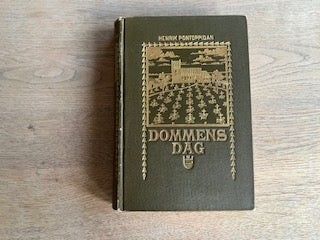 HENRIK PONTOPPIDAN
DOMMENS
DAG